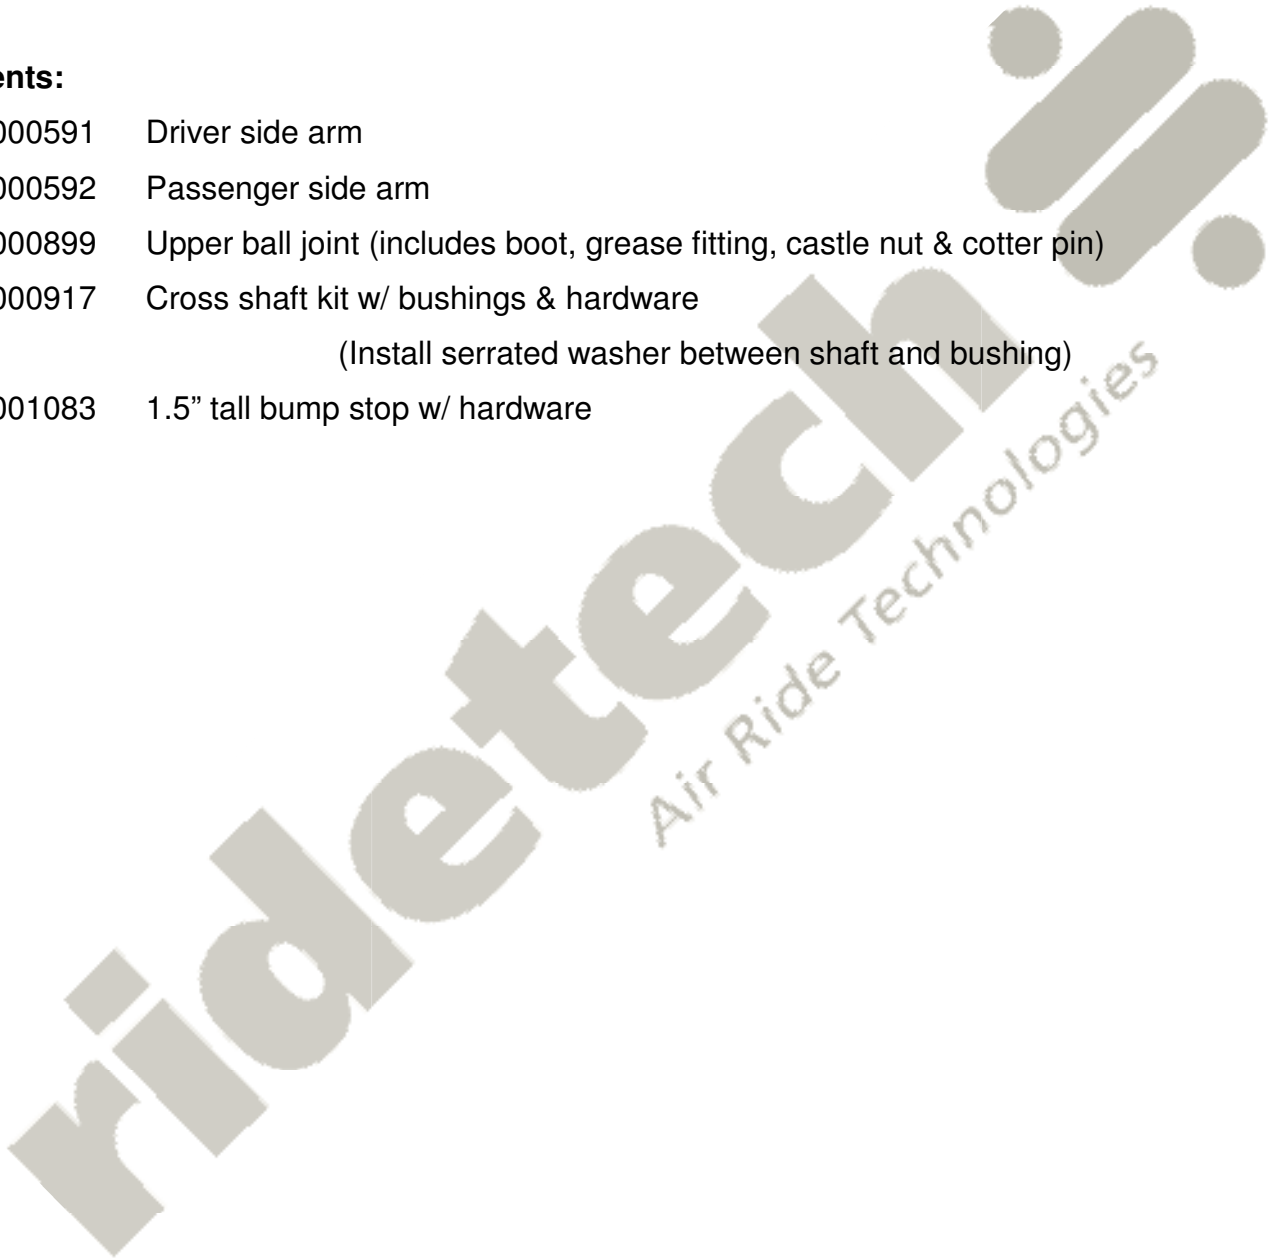 ents:
000591 Driver side arm
000592 Passenger side arm
000899 Upper ball joint (includes boot, grease fitting, castle nut & cotter pin)
000917 Cross shaft kit w/ bushings & hardware
(Install serrated washer between shaft and bushing)
001083 1.5” tall bump stop w/ hardware
ridetech
Air Ride Technologies